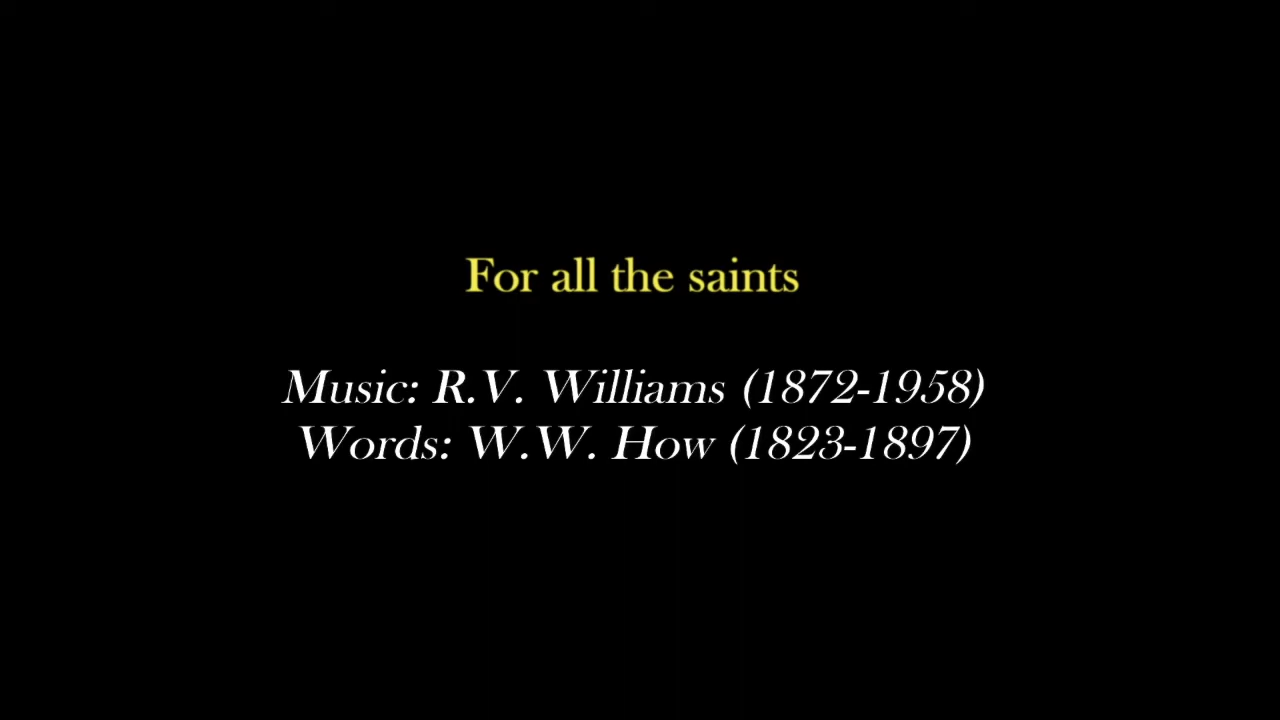 For all the saints
Music: R.V. Williams (1872-1958)
Words: W.W. How (1823-1897)